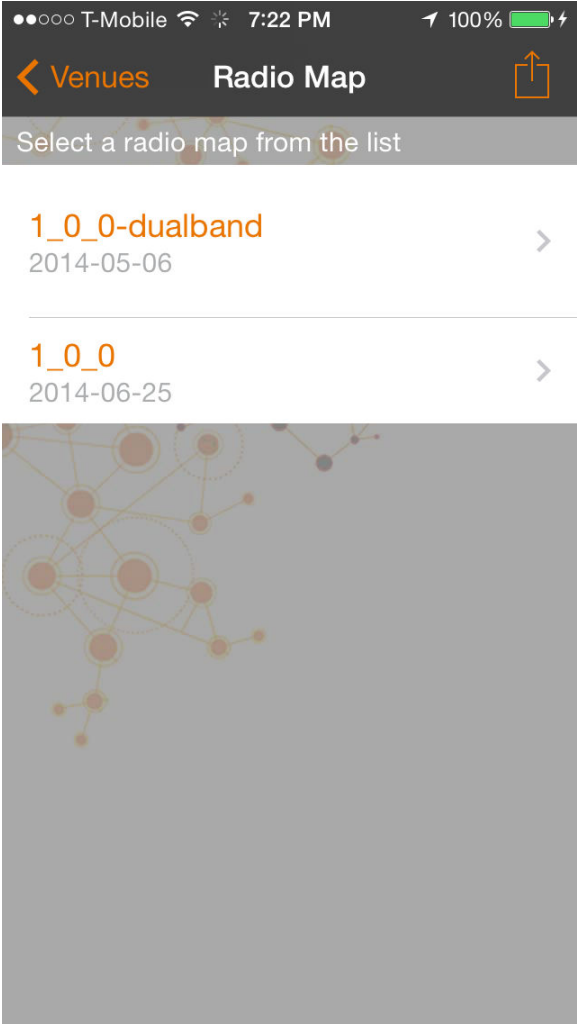 T-Mobile 7:22 PM 100%
Venues Radio Map
Select a radio map from the list
1_0_0-dualband
2014-05-06
1_0_0
2014-06-25